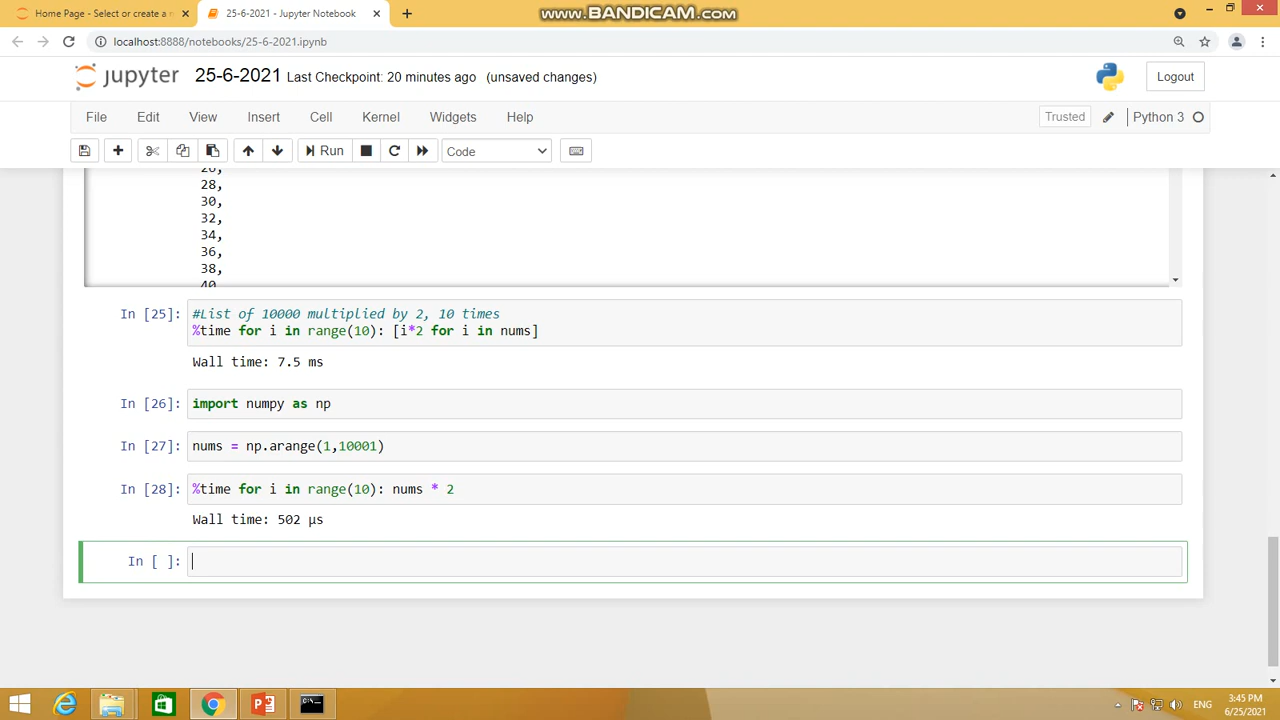 Home Page - Select or create a n
25-6-2021 - Jupyter Notebook
www.BANDICAM.com
localhost:8888/notebooks/25-6-2021.ipynb
jupyter 25-6-2021 Last Checkpoint: 20 minutes ago (unsaved changes)
Logout
File Edit View Insert Cell Kernel Widgets Help
Trusted
Python 3
Run
Code
26,
28,
30,
32,
34,
36,
38,
40
In [25]: #List of 10000 multiplied by 2, 10 times
%time for i in range(10): [i*2 for i in nums]
Wall time: 7.5 ms
In [26]: import numpy as np
In [27]: nums = np.arange(1,10001)
In [28]: %time for i in range(10): nums * 2
Wall time: 502 µs
In [ ]:
ENG
3:45 PM
6/25/2021